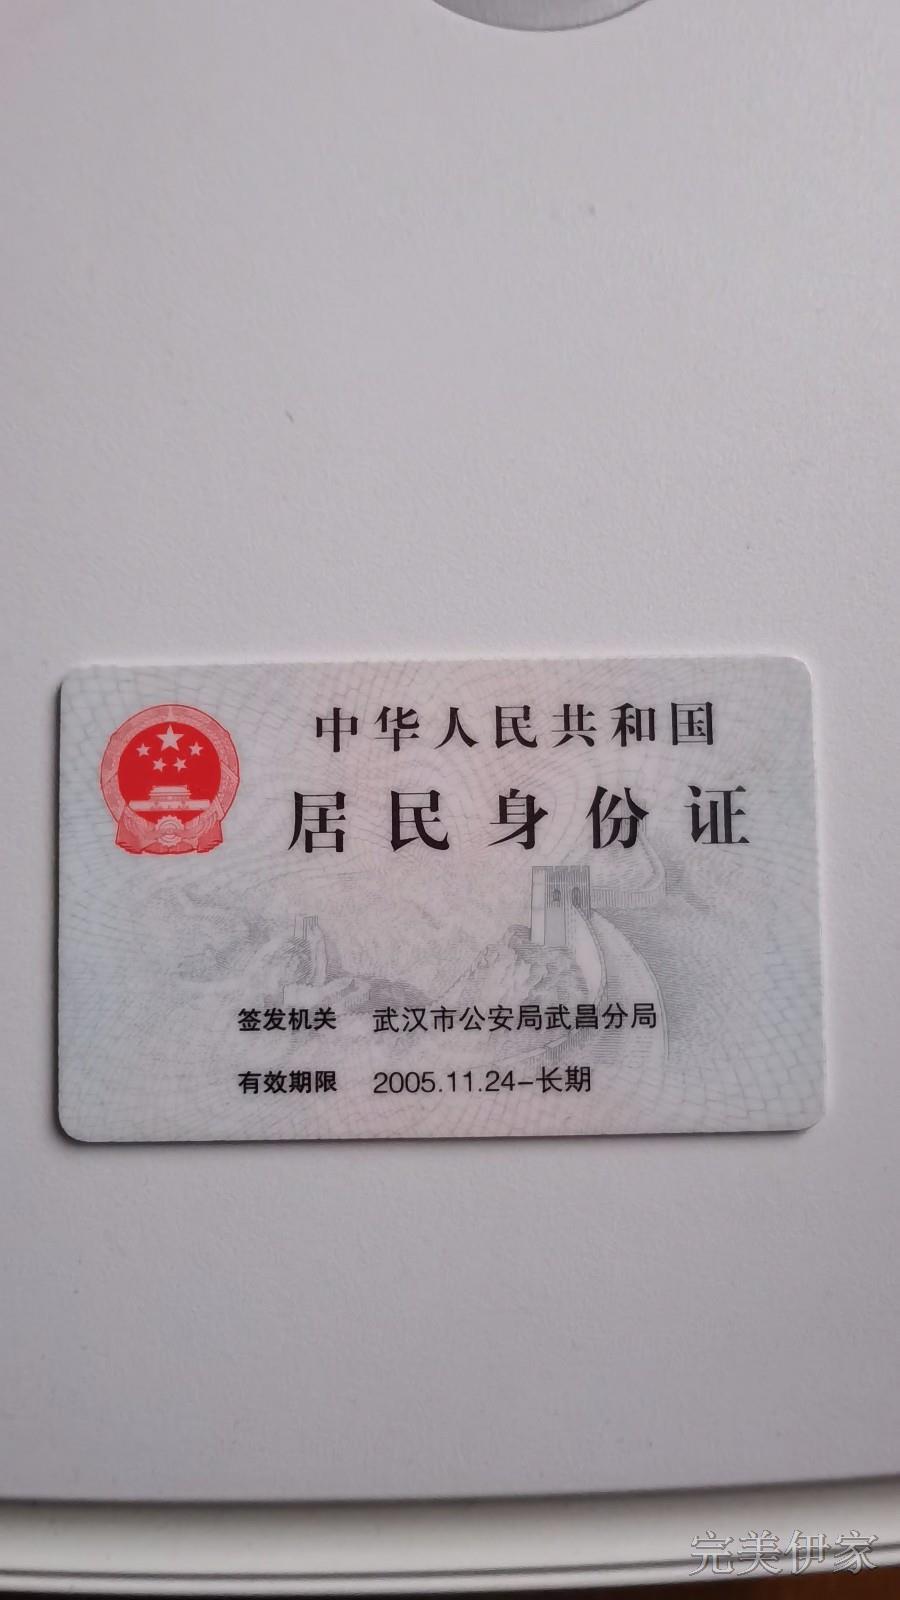 中华人民共和国
居民身份证
签发机关 武汉市公安局武昌分局
有效期限 2005.11.24-长期
完美伊家